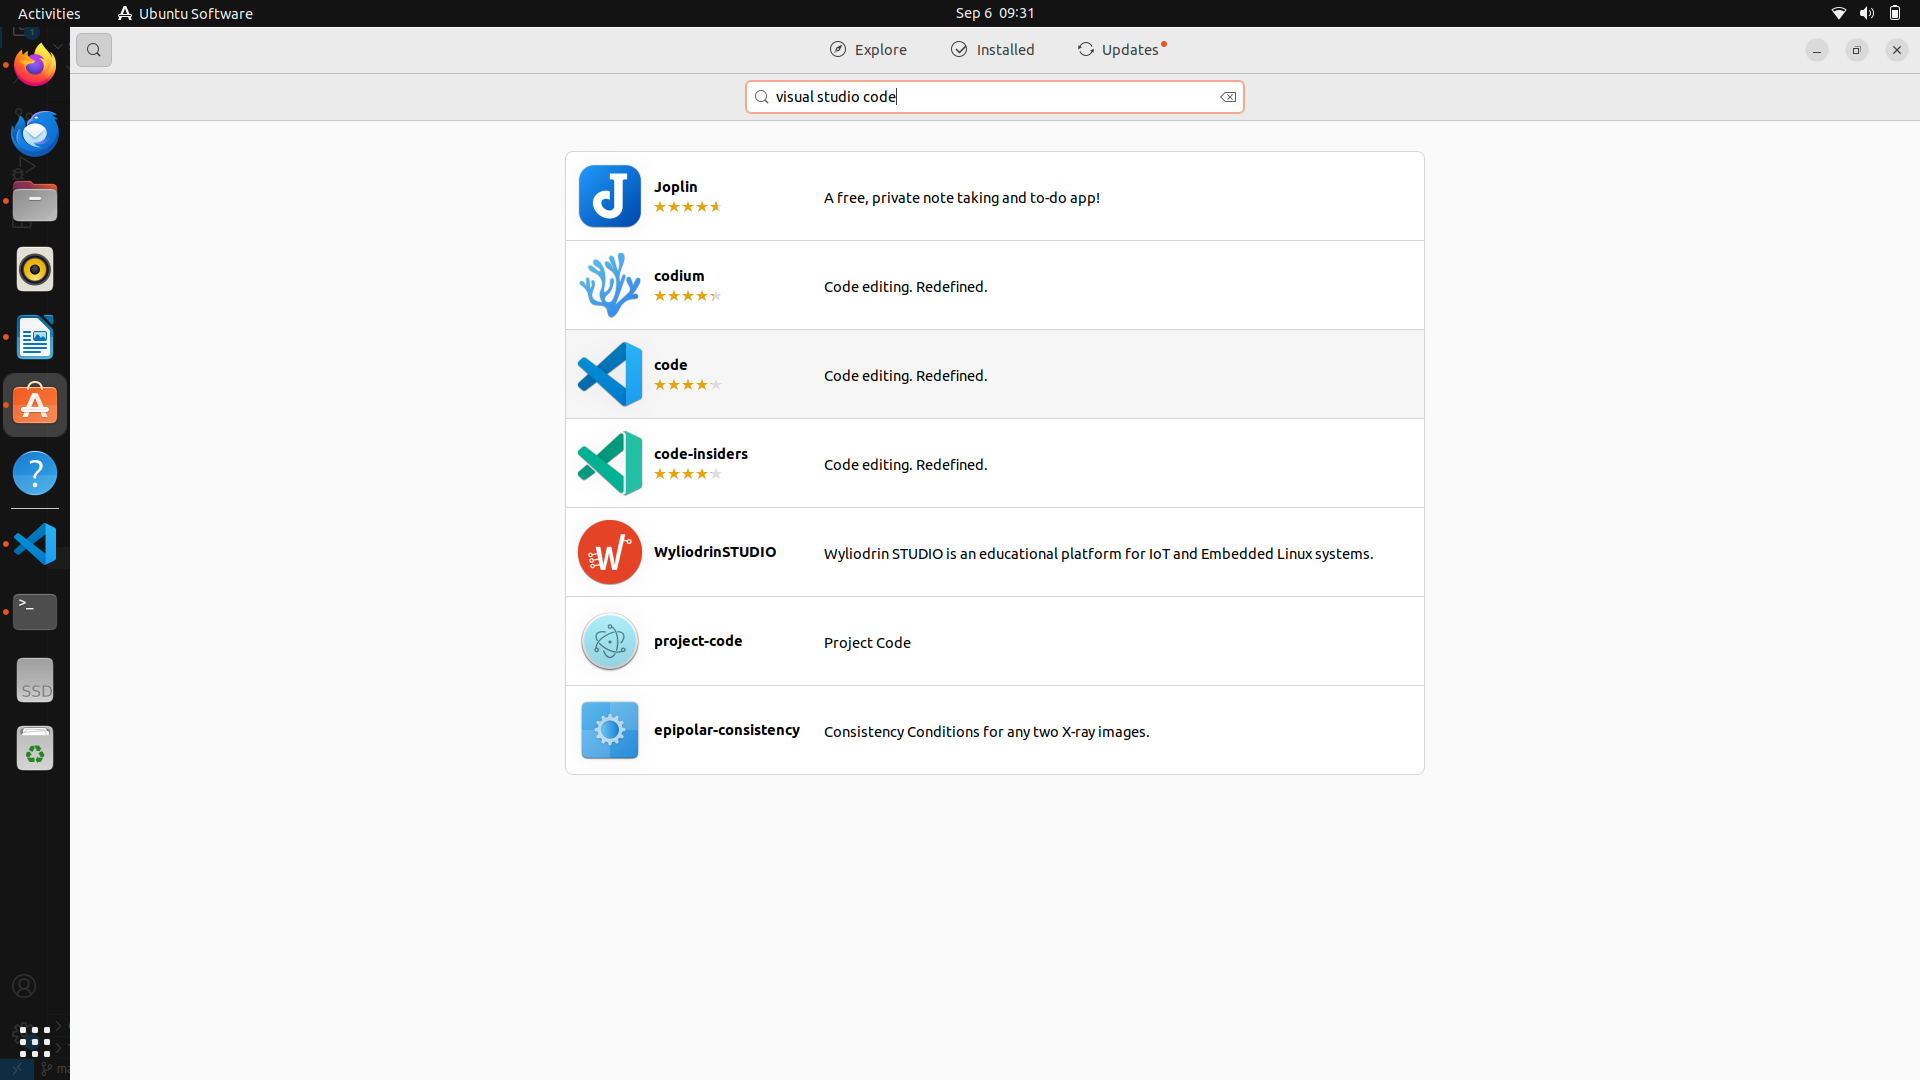 Activities
Ubuntu Software
Sep 6 09:31
Explore
Installed
Updates
visual studio code
Joplin
A free, private note taking and to-do app!
codium
Code editing. Redefined.
code
Code editing. Redefined.
code-insiders
Code editing. Redefined.
WyliodrinSTUDIO
Wyliodrin STUDIO is an educational platform for IoT and Embedded Linux systems.
project-code
Project Code
epipolar-consistency
Consistency Conditions for any two X-ray images.
SSD